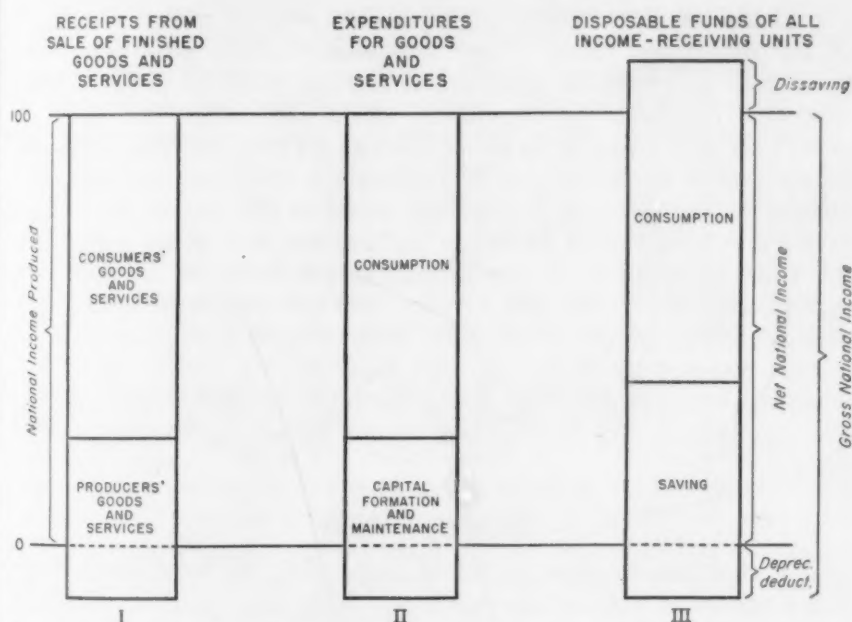 RECEIPTS FROM
SALE OF FINISHED
GOODS AND
SERVICES
EXPENDITURES
FOR GOODS
AND
SERVICES
DISPOSABLE FUNDS OF ALL
INCOME-RECEIVING UNITS
Dissaving
100
National Income Produced
CONSUMERS'
GOODS
AND
SERVICES
CONSUMPTION
CONSUMPTION
Net National Income
Gross National Income
PRODUCERS'
GOODS
AND
SERVICES
CAPITAL
FORMATION
AND
MAINTENANCE
SAVING
0
Deprec.
deduct.
I
II
III